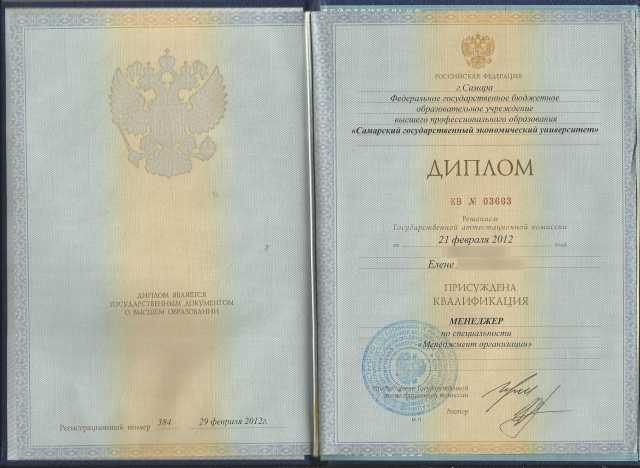 ДИПЛОМ ЯВЛЯЕТСЯ
ГОСУДАРСТВЕННЫМ ДОКУМЕНТОМ
О ВЫСШЕМ ОБРАЗОВАНИИ
Регистрационный номер 384 29 февраля 2012г.
РОССИЙСКАЯ ФЕДЕРАЦИЯ
г.Самара
Федеральное государственное бюджетное
образовательное учреждение
высшего профессионального образования
«Самарский государственный экономический университет»
ДИПЛОМ
КВ № 03663
Решением
Государственной аттестационной комиссии
от 21 февраля 2012 года
Елене
ПРИСУЖДЕНА
КВАЛИФИКАЦИЯ
МЕНЕДЖЕР
по специальности
«Менеджмент организации»
Государственной
аттестационной комиссии
Ректор
М.П.